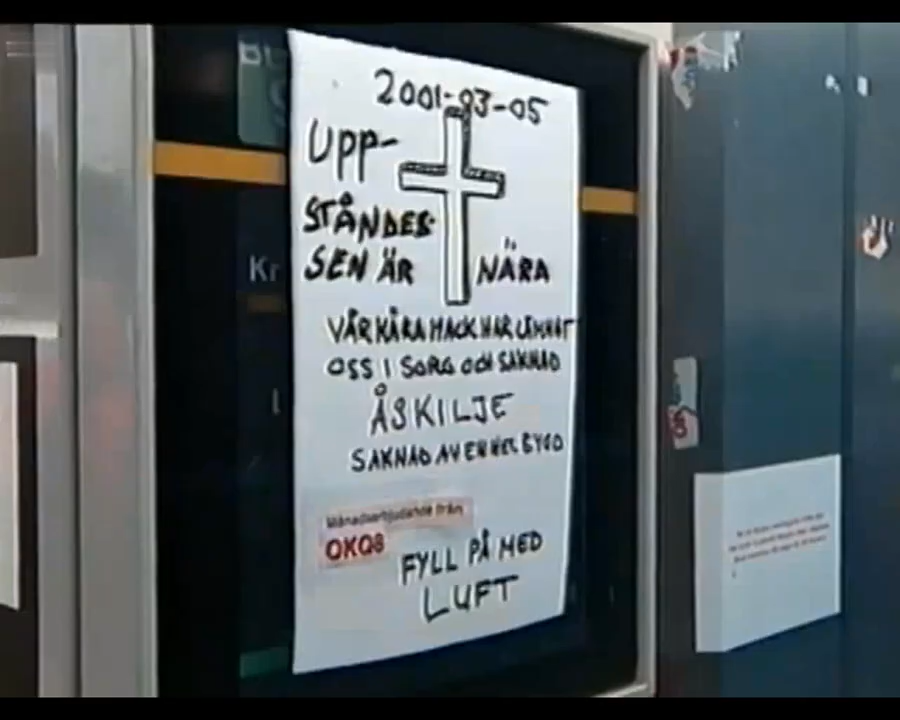 2001-03-05
UPP-
STÅNDES-
SEN ÄR NÄRA
VÅR KÄRA MACK HAR LÄMNAT
OSS I SORG OCH SAKNAD
ÅSKILJE
SAKNAD AV EN HEL BYGD
Månadserbjudande från
OKQ8
FYLL PÅ MED
LUFT
Kr